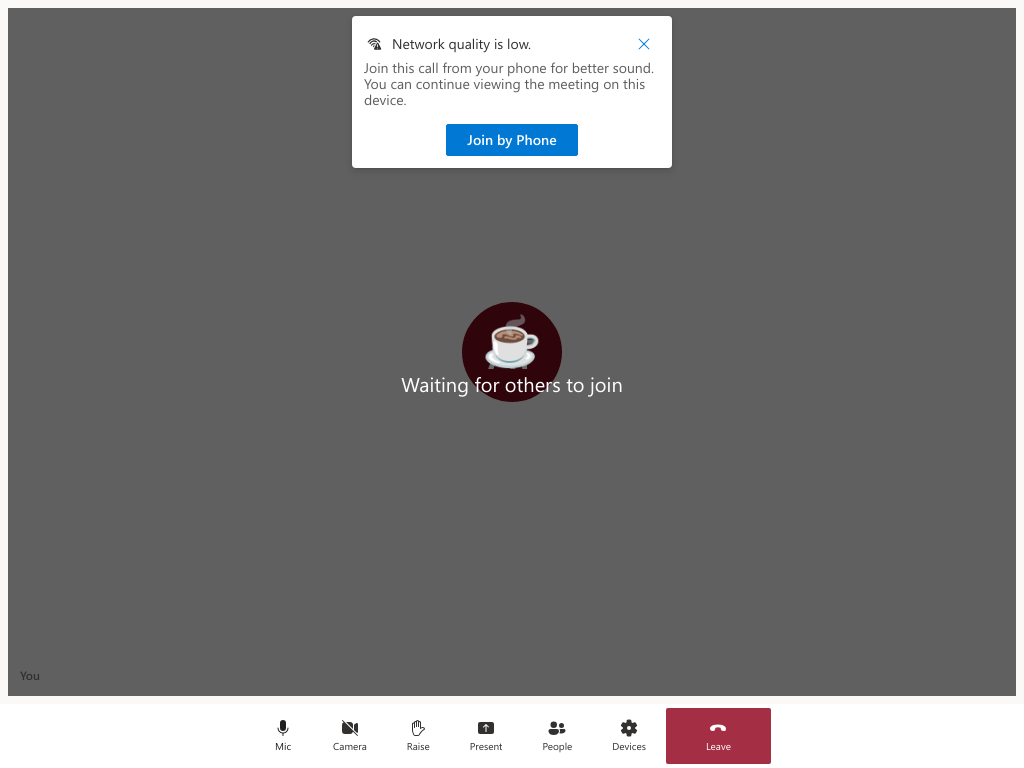 Network quality is low.
Join this call from your phone for better sound.
You can continue viewing the meeting on this
device.
Join by Phone
Waiting for others to join
You
Mic
Camera
Raise
Present
People
Devices
Leave